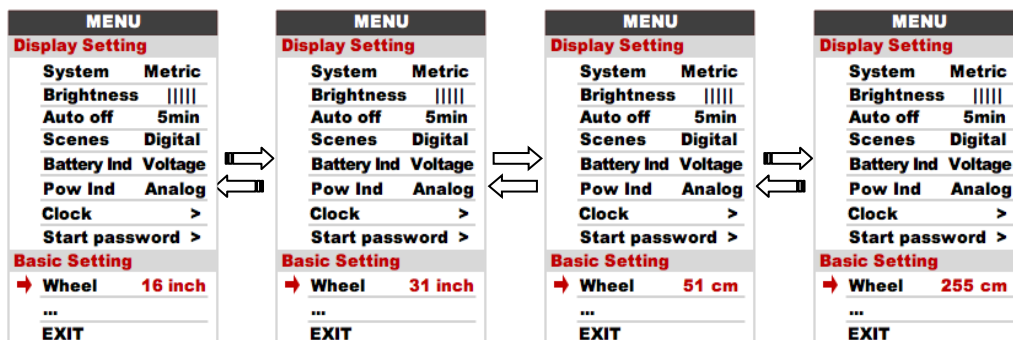 MENU
Display Setting
System Metric
Brightness |||||
Auto off 5min
Scenes Digital
Battery Ind Voltage
Pow Ind Analog
Clock >
Start password >
Basic Setting
Wheel 16 inch
...
EXIT
MENU
Display Setting
System Metric
Brightness |||||
Auto off 5min
Scenes Digital
Battery Ind Voltage
Pow Ind Analog
Clock >
Start password >
Basic Setting
Wheel 31 inch
...
EXIT
MENU
Display Setting
System Metric
Brightness |||||
Auto off 5min
Scenes Digital
Battery Ind Voltage
Pow Ind Analog
Clock >
Start password >
Basic Setting
Wheel 51 cm
...
EXIT
MENU
Display Setting
System Metric
Brightness |||||
Auto off 5min
Scenes Digital
Battery Ind Voltage
Pow Ind Analog
Clock >
Start password >
Basic Setting
Wheel 255 cm
...
EXIT